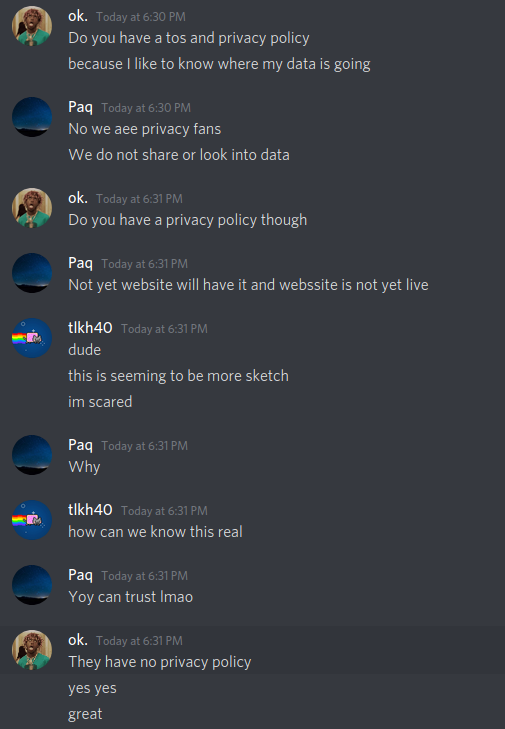 ok. Today at 6:30 PM
Do you have a tos and privacy policy
because I like to know where my data is going
Paq Today at 6:30 PM
No we aee privacy fans
We do not share or look into data
ok. Today at 6:31 PM
Do you have a privacy policy though
Paq Today at 6:31 PM
Not yet website will have it and webssite is not yet live
tlkh40 Today at 6:31 PM
dude
this is seeming to be more sketch
im scared
Paq Today at 6:31 PM
Why
tlkh40 Today at 6:31 PM
how can we know this real
Paq Today at 6:31 PM
Yoy can trust lmao
ok. Today at 6:31 PM
They have no privacy policy
yes yes
great